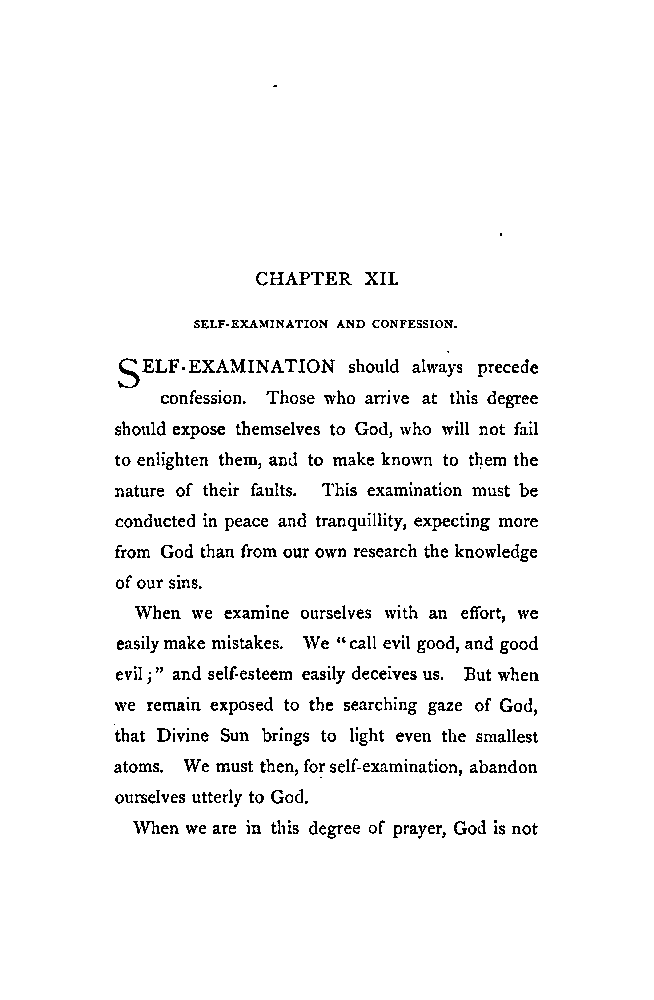 CHAPTER XII.
SELF-EXAMINATION AND CONFESSION.
SELF-EXAMINATION should always precede
confession. Those who arrive at this degree
should expose themselves to God, who will not fail
to enlighten them, and to make known to them the
nature of their faults. This examination must be
conducted in peace and tranquillity, expecting more
from God than from our own research the knowledge
of our sins.
When we examine ourselves with an effort, we
easily make mistakes. We “call evil good, and good
evil;” and self-esteem easily deceives us. But when
we remain exposed to the searching gaze of God,
that Divine Sun brings to light even the smallest
atoms. We must then, for self-examination, abandon
ourselves utterly to God.
When we are in this degree of prayer, God is not